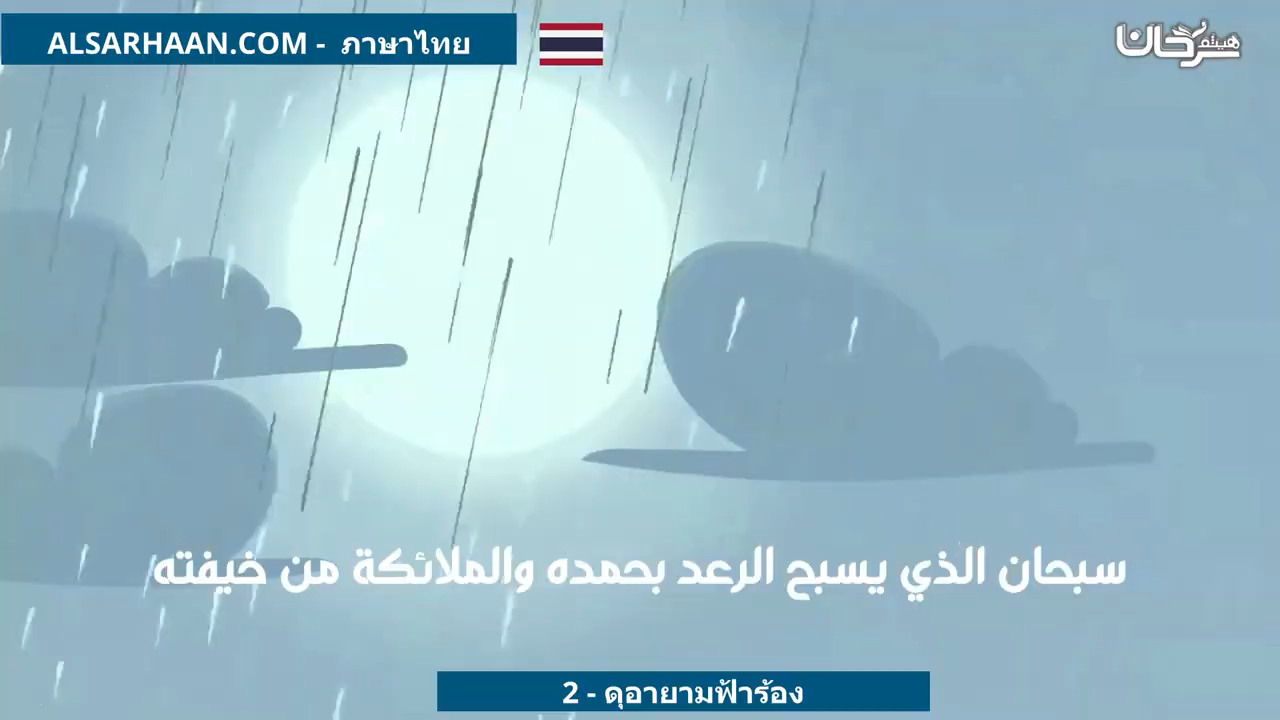 ALSARHAAN.COM - ภาษาไทย
هيثم سرحان
سبحان الذي يسبح الرعد بحمده والملائكة من خيفته
2 - ดุอายามฟ้าร้อง